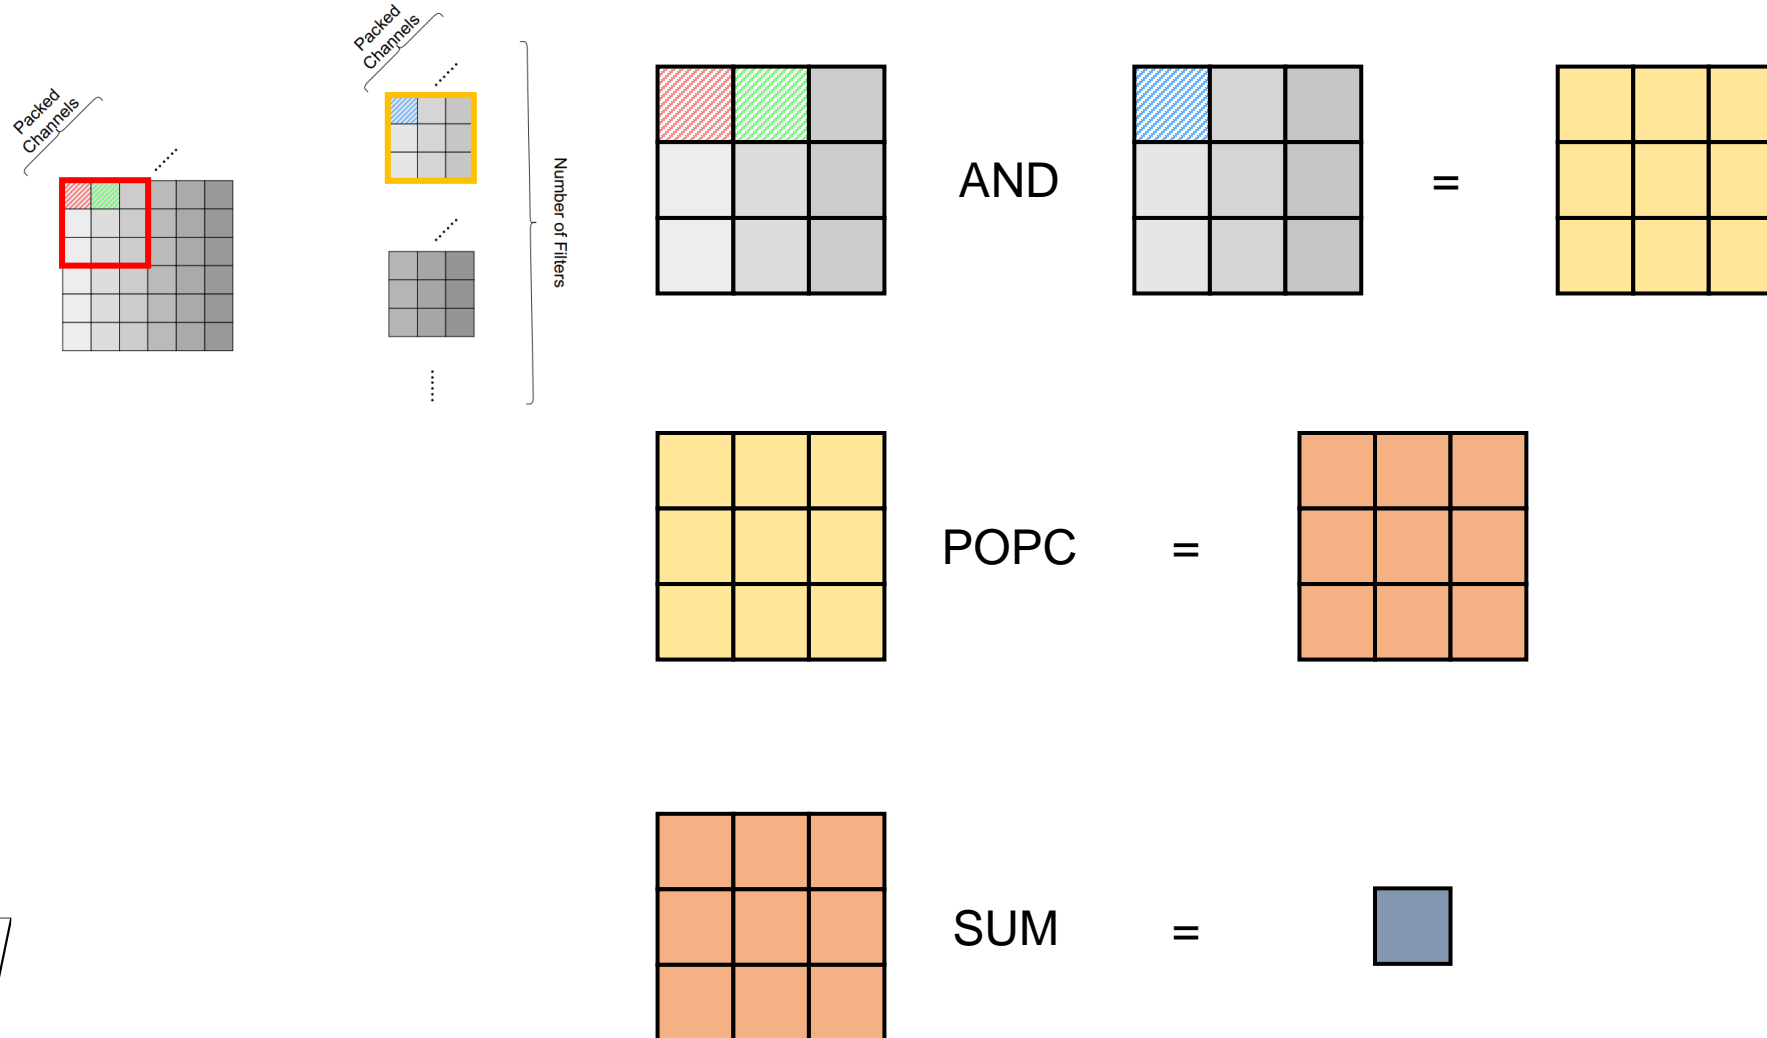 Packed
Channels
Packed
Channels
Number of Filters
AND
=
POPC
=
SUM
=